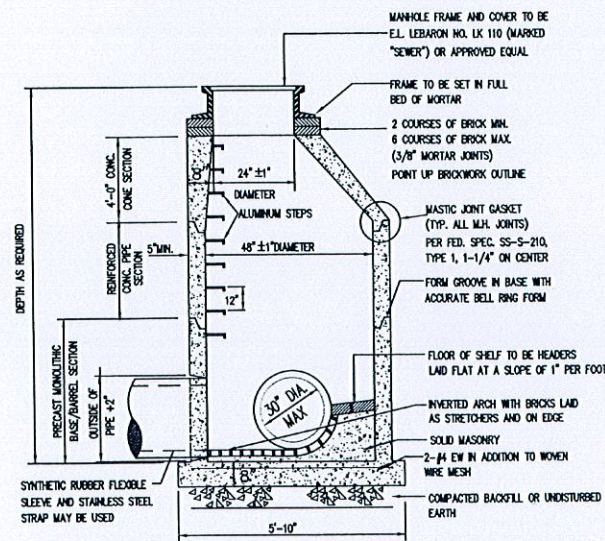 MANHOLE FRAME AND COVER TO BE
E.L. LEBARON NO. LK 110 (MARKED
"SEWER") OR APPROVED EQUAL
FRAME TO BE SET IN FULL
BED OF MORTAR
2 COURSES OF BRICK MIN.
6 COURSES OF BRICK MAX.
(3/8" MORTAR JOINTS)
POINT UP BRICKWORK OUTLINE
MASTIC JOINT GASKET
(TYP. ALL M.H. JOINTS)
PER FED. SPEC. SS-S-210,
TYPE 1, 1-1/4" ON CENTER
FORM GROOVE IN BASE WITH
ACCURATE BELL RING FORM
FLOOR OF SHELF TO BE HEADERS
LAID FLAT AT A SLOPE OF 1" PER FOOT
INVERTED ARCH WITH BRICKS LAID
AS STRETCHERS AND ON EDGE
SOLID MASONRY
2-#4 EW IN ADDITION TO WOVEN
WIRE MESH
COMPACTED BACKFILL OR UNDISTURBED
EARTH
DEPTH AS REQUIRED
4'-0" CONC.
CONE SECTION
REINFORCED
CONC. PIPE
SECTION
PRECAST MONOLITHIC
BASE/BARREL SECTION
OUTSIDE OF
PIPE +2"
8"
24" ±1"
DIAMETER
ALUMINUM STEPS
5"MIN.
48" ±1"DIAMETER
12"
30" DIA.
MAX
8"
SYNTHETIC RUBBER FLEXIBLE
SLEEVE AND STAINLESS STEEL
STRAP MAY BE USED
5'-10"